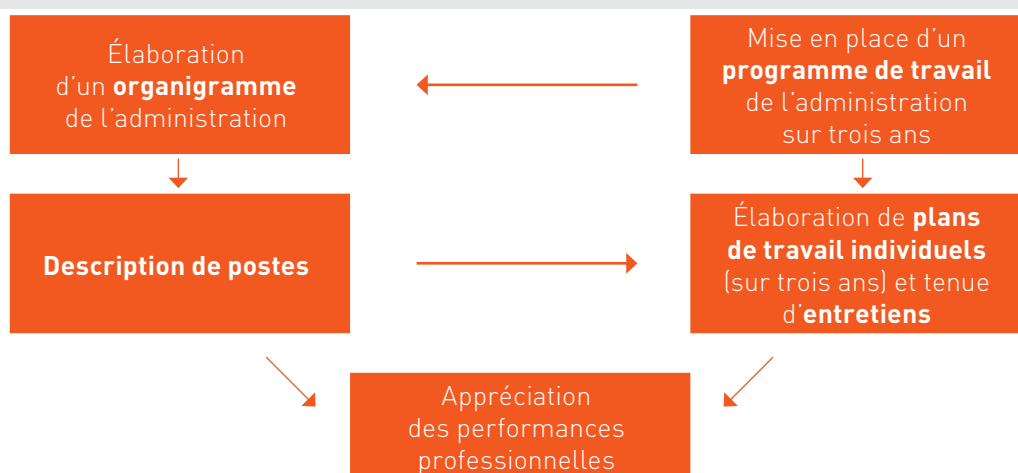 Élaboration
d’un organigramme
de l’administration
Mise en place d’un
programme de travail
de l’administration
sur trois ans
Description de postes
Élaboration de plans
de travail individuels
(sur trois ans) et tenue
d’entretiens
Appréciation
des performances
professionnelles